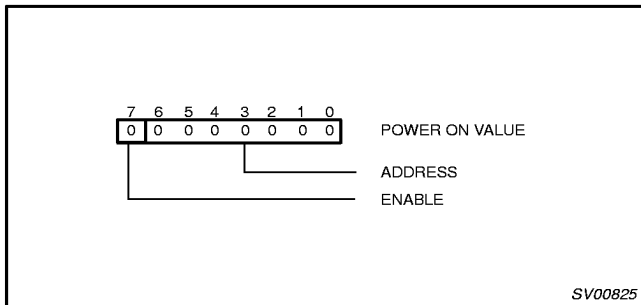 7 6 5 4 3 2 1 0
0 0 0 0 0 0 0 0 POWER ON VALUE
ADDRESS
ENABLE
SV00825